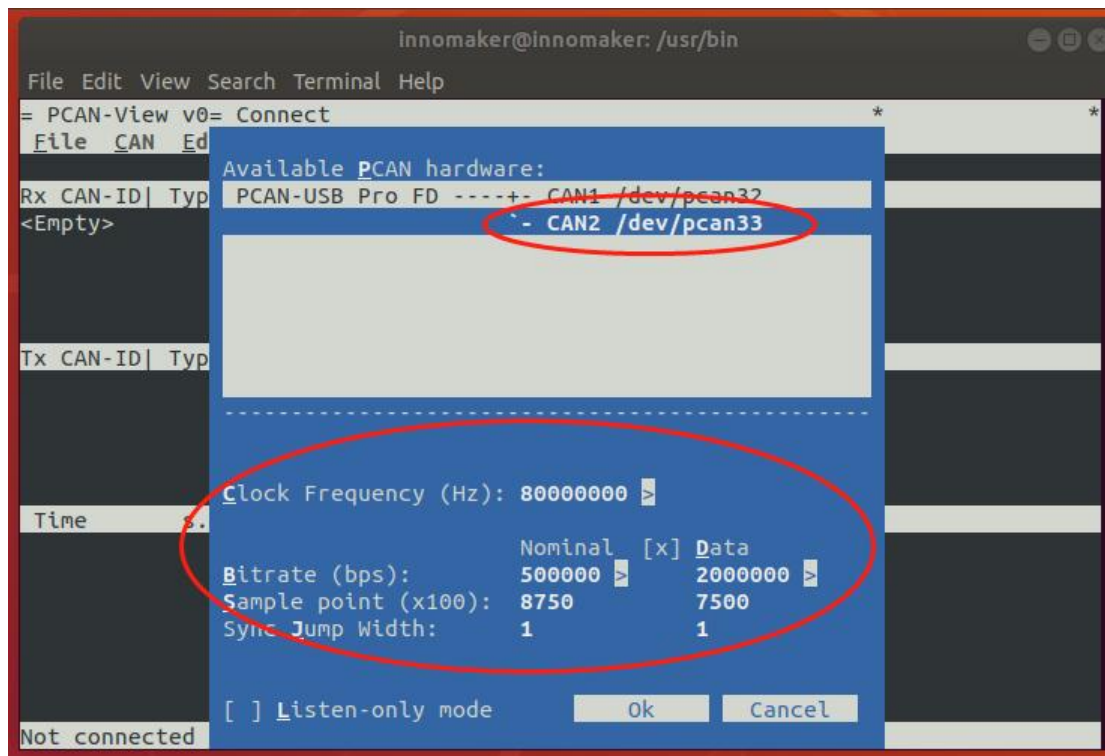 innomaker@innomaker: /usr/bin
File Edit View Search Terminal Help
= PCAN-View v0= Connect * *
File CAN Ed
Available PCAN hardware:
Rx CAN-ID| Typ PCAN-USB Pro FD ----+- CAN1 /dev/pcan32
<Empty> `- CAN2 /dev/pcan33
Tx CAN-ID| Typ
Clock Frequency (Hz): 80000000 >
Time s.
Nominal [x] Data
Bitrate (bps): 500000 > 2000000 >
Sample point (x100): 8750 7500
Sync Jump Width: 1 1
[ ] Listen-only mode Ok Cancel
Not connected